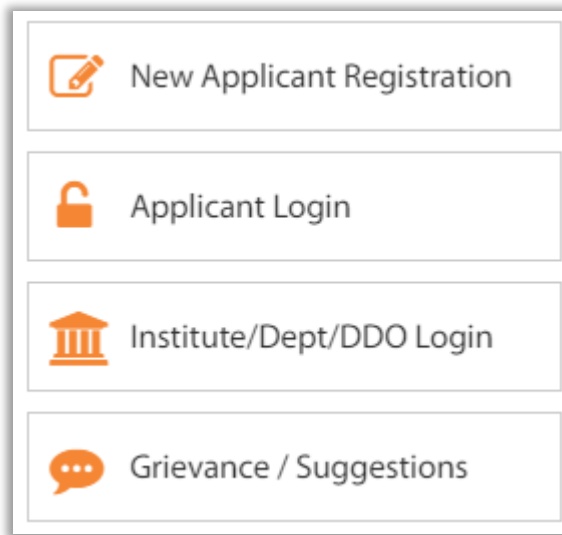 New Applicant Registration
Applicant Login
Institute/Dept/DDO Login
Grievance / Suggestions